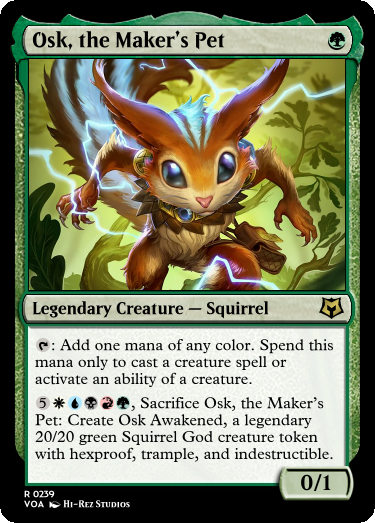 Osk, the Maker's Pet
Legendary Creature — Squirrel
: Add one mana of any color. Spend this
mana only to cast a creature spell or
activate an ability of a creature.
5, Sacrifice Osk, the Maker's
Pet: Create Osk Awakened, a legendary
20/20 green Squirrel God creature token
with hexproof, trample, and indestructible.
0/1
R 0239
VOA Hi-Rez Studios